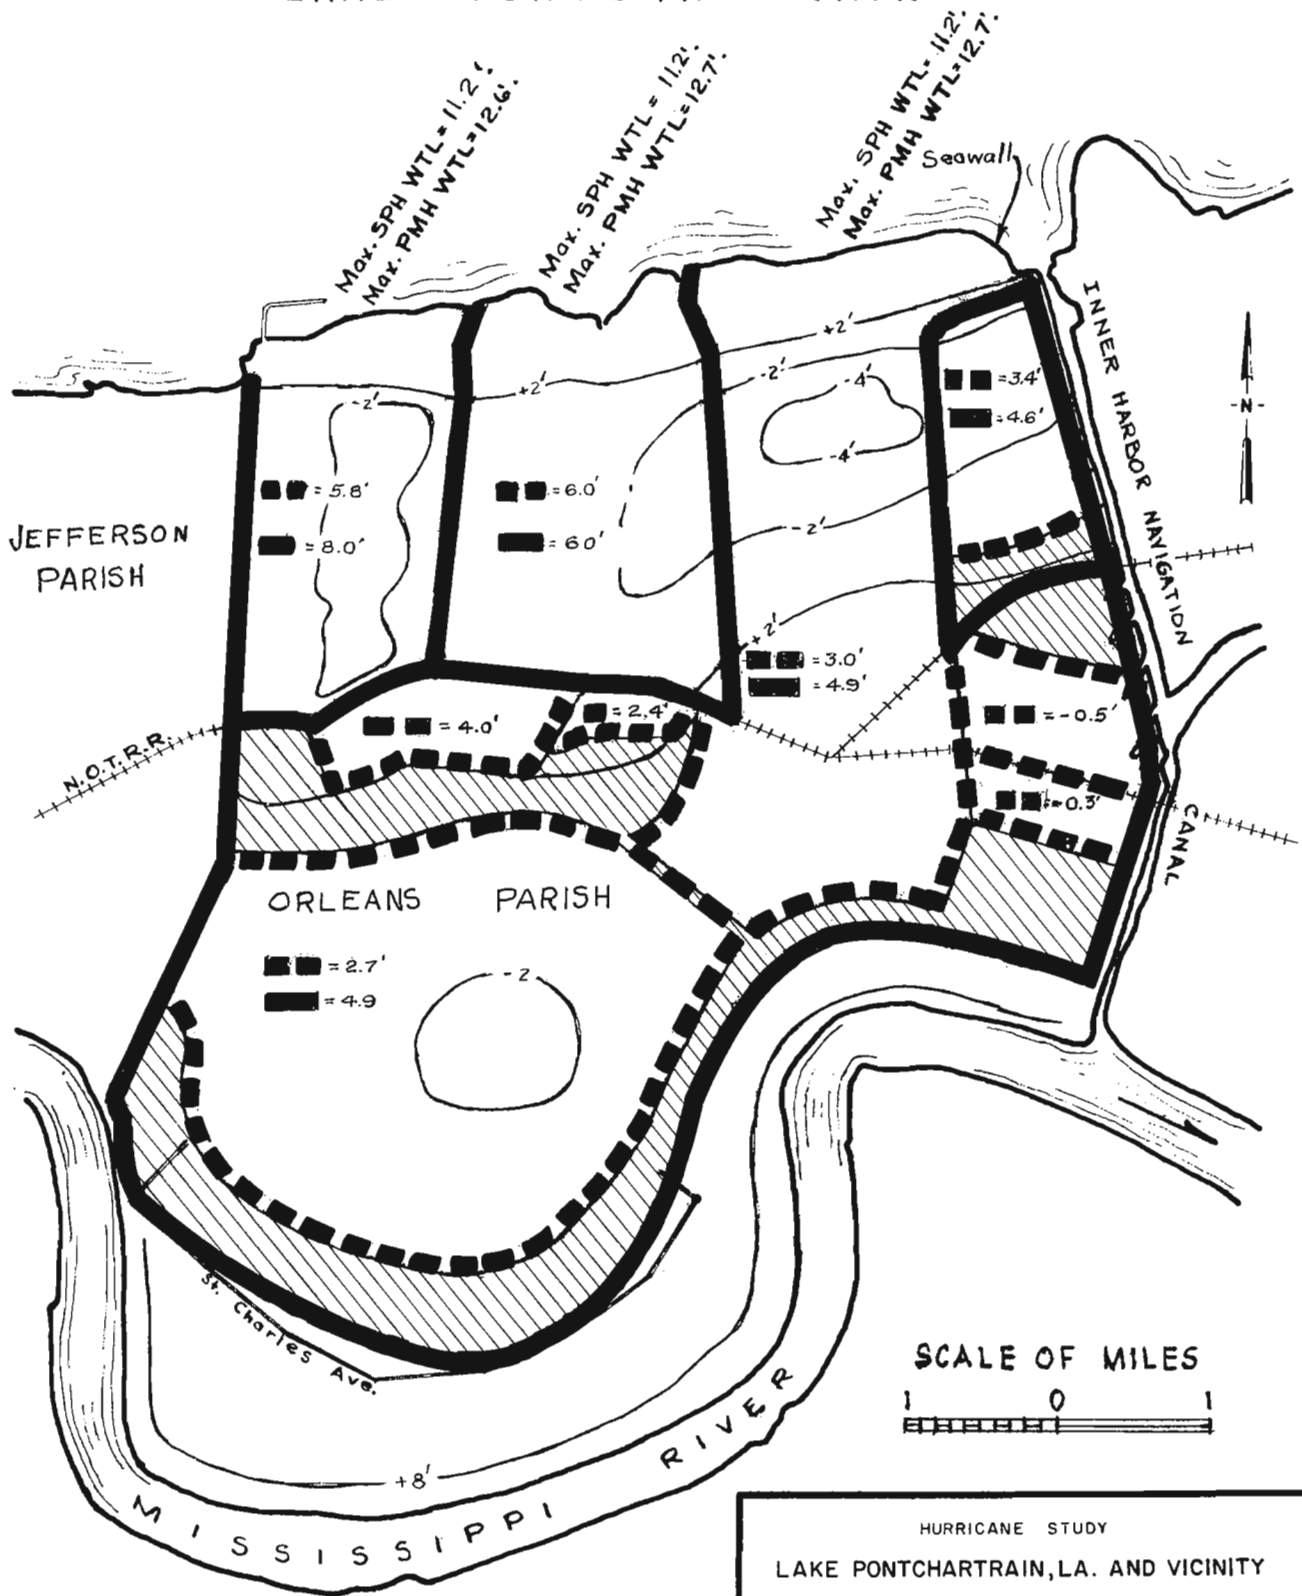 Max. SPH WTL = 11.2'.
Max. PMH WTL = 12.6'.
Max. SPH WTL = 11.2'.
Max. PMH WTL = 12.7'.
Max. SPH WTL = 11.2'.
Max. PMH WTL = 12.7'.
Seawall
INNER HARBOR NAVIGATION
CANAL
+2'
-2'
-4'
= 3.4'
-N-
+2'
-2'
= 4.6'
-4'
= 5.8'
= 6.0'
-2'
JEFFERSON
PARISH
= 8.0'
= 60'
+2'
= 3.0'
= 4.9'
N.O.T.R.R.
= 4.0'
= 2.4'
= -0.5'
= -0.3'
ORLEANS PARISH
= 2.7'
= 4.9
-2
St. Charles Ave.
SCALE OF MILES
1 0 1
+8'
MISSISSIPPI RIVER
HURRICANE STUDY
LAKE PONTCHARTRAIN, LA. AND VICINITY